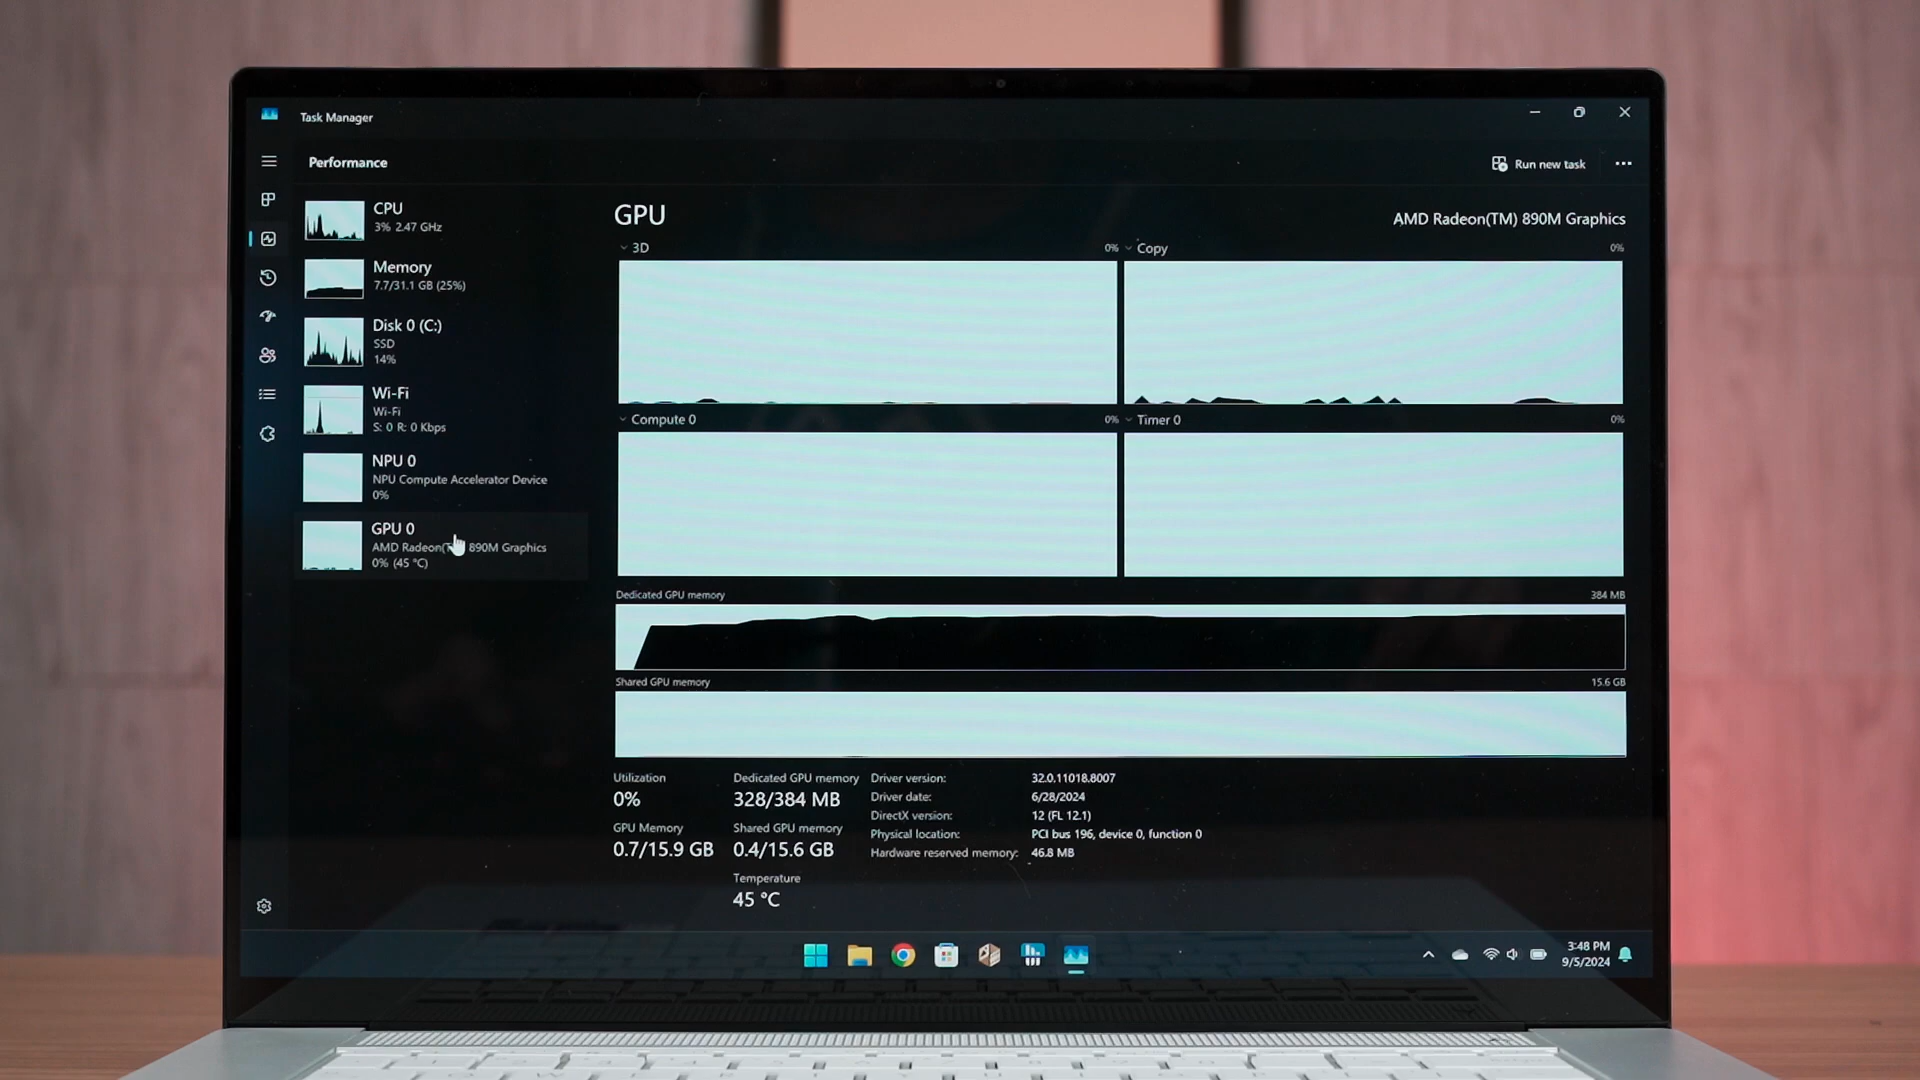 Task Manager
Performance
Run new task
CPU
3% 2.47 GHz
Memory
7.7/31.1 GB (25%)
Disk 0 (C:)
SSD
14%
Wi-Fi
Wi-Fi
S: 0 R: 0 Kbps
NPU 0
NPU Compute Accelerator Device
0%
GPU 0
AMD Radeon(T 890M Graphics
0% (45 °C)
GPU
AMD Radeon(TM) 890M Graphics
3D 0%
Copy 0%
Compute 0 0%
Timer 0 0%
Dedicated GPU memory 384 MB
Shared GPU memory 15.6 GB
Utilization
0%
Dedicated GPU memory
328/384 MB
GPU Memory
0.7/15.9 GB
Shared GPU memory
0.4/15.6 GB
Temperature
45 °C
Driver version: 32.0.11018.8007
Driver date: 6/28/2024
DirectX version: 12 (FL 12.1)
Physical location: PCI bus 196, device 0, function 0
Hardware reserved memory: 46.8 MB
3:48 PM
9/5/2024